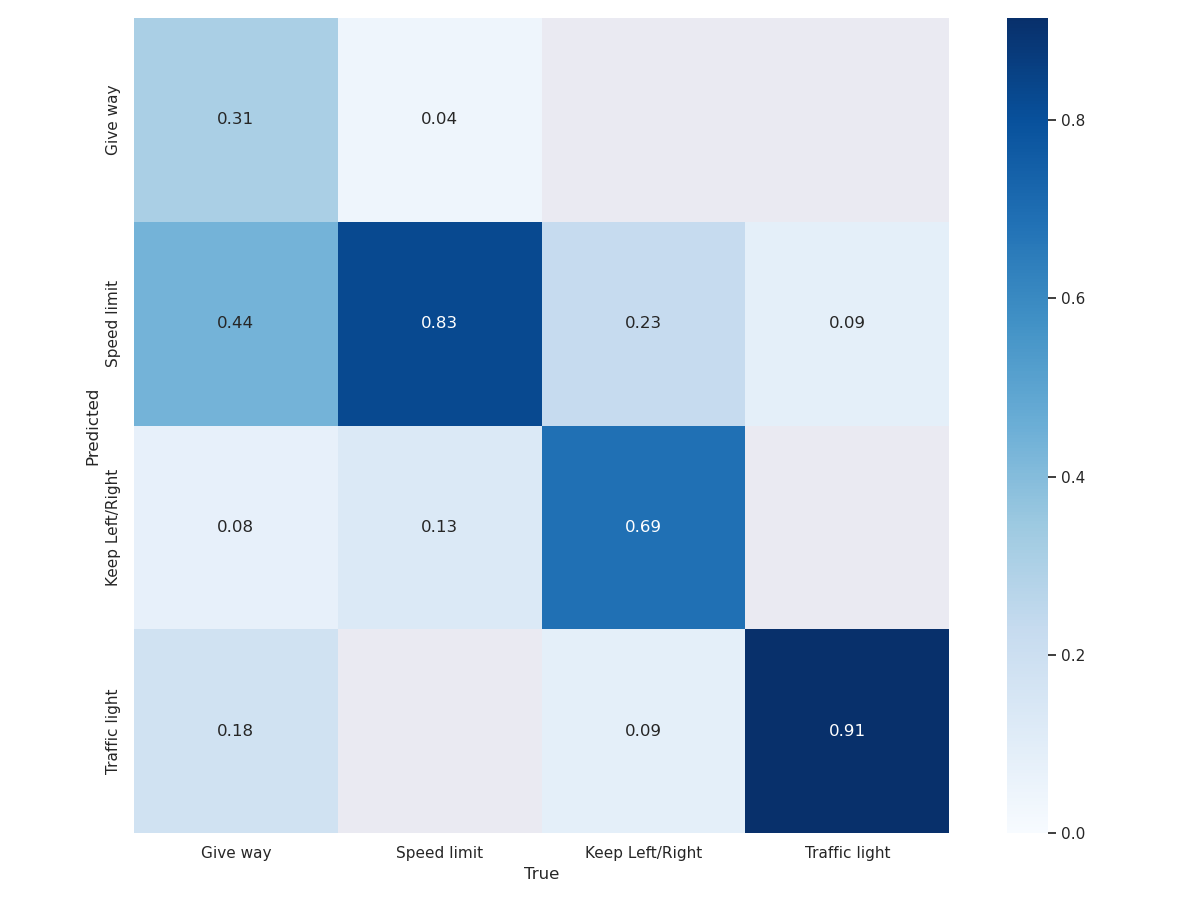 Predicted
Give way
0.31
0.04
Speed limit
0.44
0.83
0.23
0.09
Keep Left/Right
0.08
0.13
0.69
Traffic light
0.18
0.09
0.91
Give way
Speed limit
Keep Left/Right
Traffic light
True
0.8
0.6
0.4
0.2
0.0